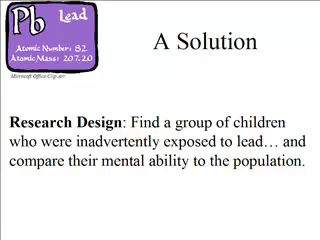 Pb Lead
Atomic Number: 82
Atomic Mass: 207.20
Microsoft Office Clip Art
A Solution
Research Design: Find a group of children
who were inadvertently exposed to lead… and
compare their mental ability to the population.